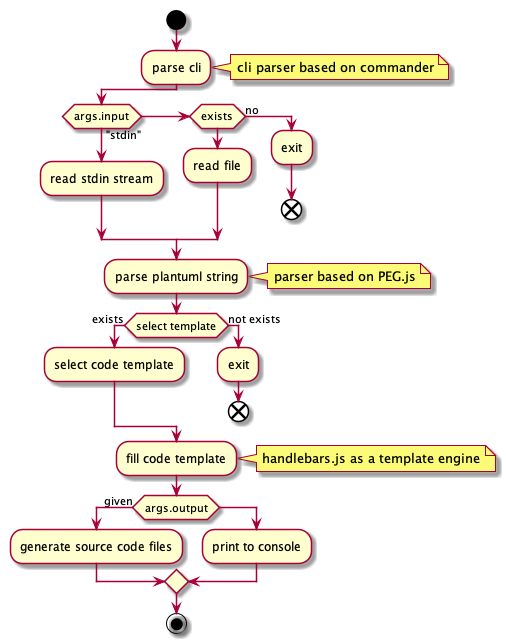 parse cli
cli parser based on commander
args.input
exists
no
"stdin"
exit
read stdin stream
read file
parse plantuml string
parser based on PEG.js
exists
select template
not exists
select code template
exit
fill code template
handlebars.js as a template engine
given
args.output
generate source code files
print to console